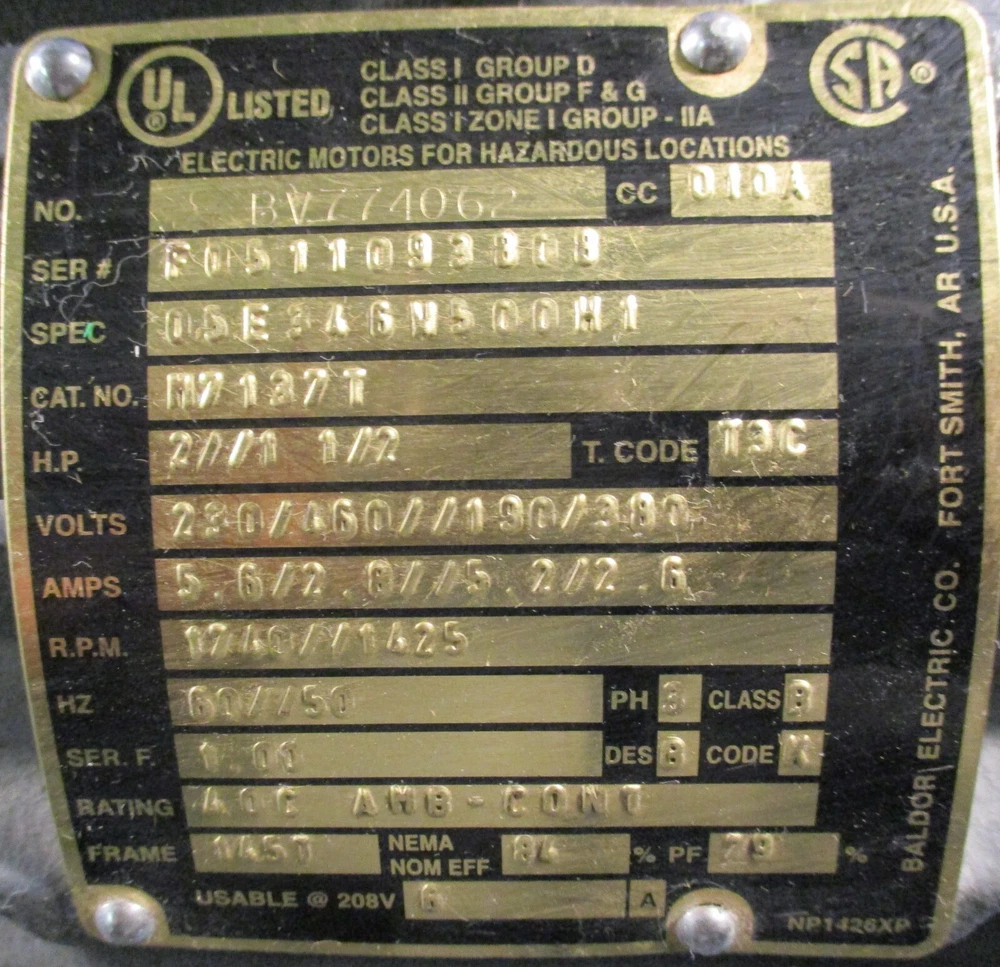 UL® LISTED
CLASS I GROUP D
CLASS II GROUP F & G
CLASS I ZONE I GROUP - IIA
SA ®
ELECTRIC MOTORS FOR HAZARDOUS LOCATIONS
NO. BV774062 CC 010A
SER # F0511093808
SPEC 05E346N500H1
CAT. NO. M7137T
H.P. 2//1 1/2 T. CODE T3C
VOLTS 230/460//190/380
AMPS 5.6/2.8//5.2/2.6
R.P.M. 1740//1425
HZ 60//50 PH 3 CLASS B
SER. F. 1.00 DES B CODE K
RATING 40C AMB-CONT
FRAME 145T NEMA NOM EFF 84 % PF 79 %
USABLE @ 208V 6 A
NP1426XP
BALDOR ELECTRIC CO. FORT SMITH, AR U.S.A.